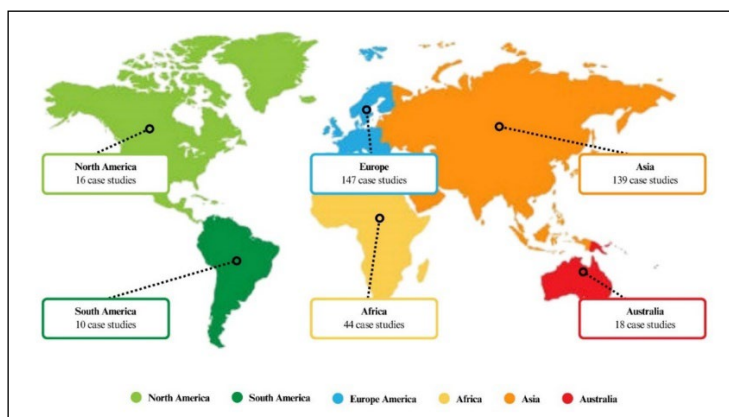 North America
16 case studies
Europe
147 case studies
Asia
139 case studies
South America
10 case studies
Africa
44 case studies
Australia
18 case studies
North America
South America
Europe America
Africa
Asia
Australia